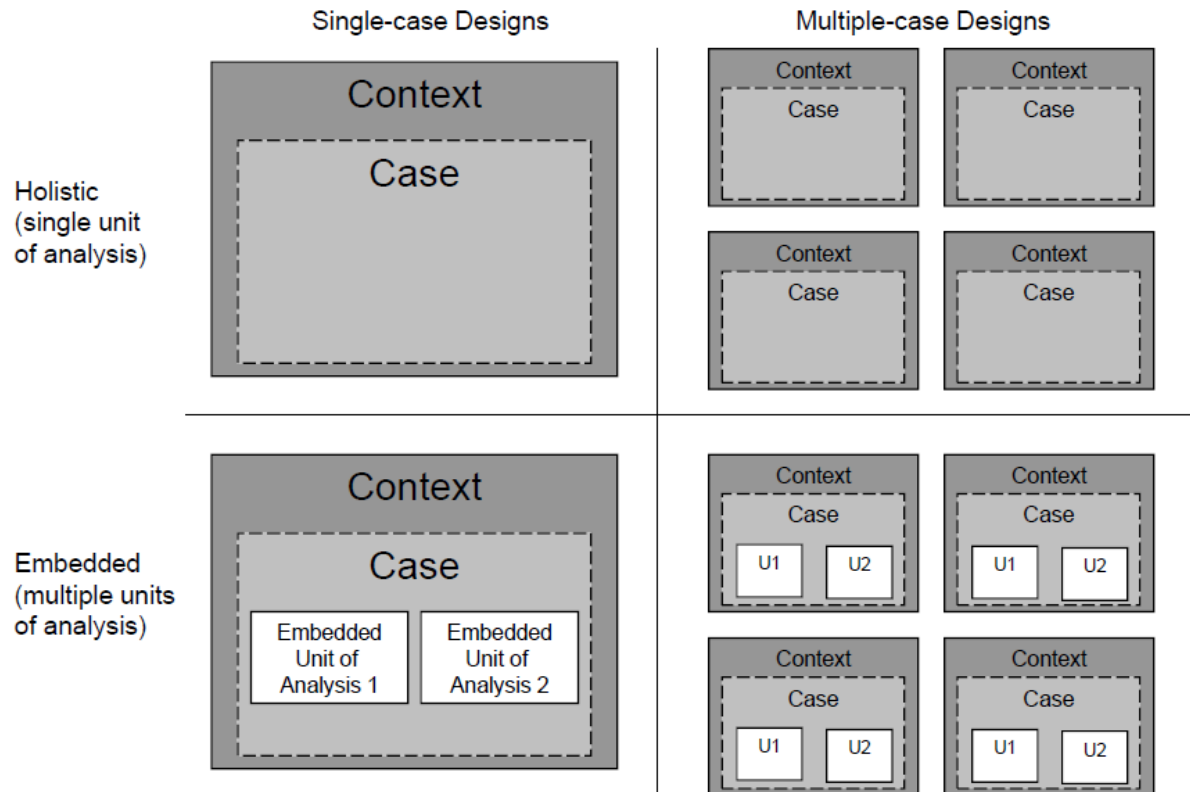 Single-case Designs
Multiple-case Designs
Holistic
(single unit
of analysis)
Context
Case
Context
Case
Context
Case
Context
Case
Context
Case
Embedded
(multiple units
of analysis)
Context
Case
Embedded
Unit of
Analysis 1
Embedded
Unit of
Analysis 2
Context
Case
U1
U2
Context
Case
U1
U2
Context
Case
U1
U2
Context
Case
U1
U2